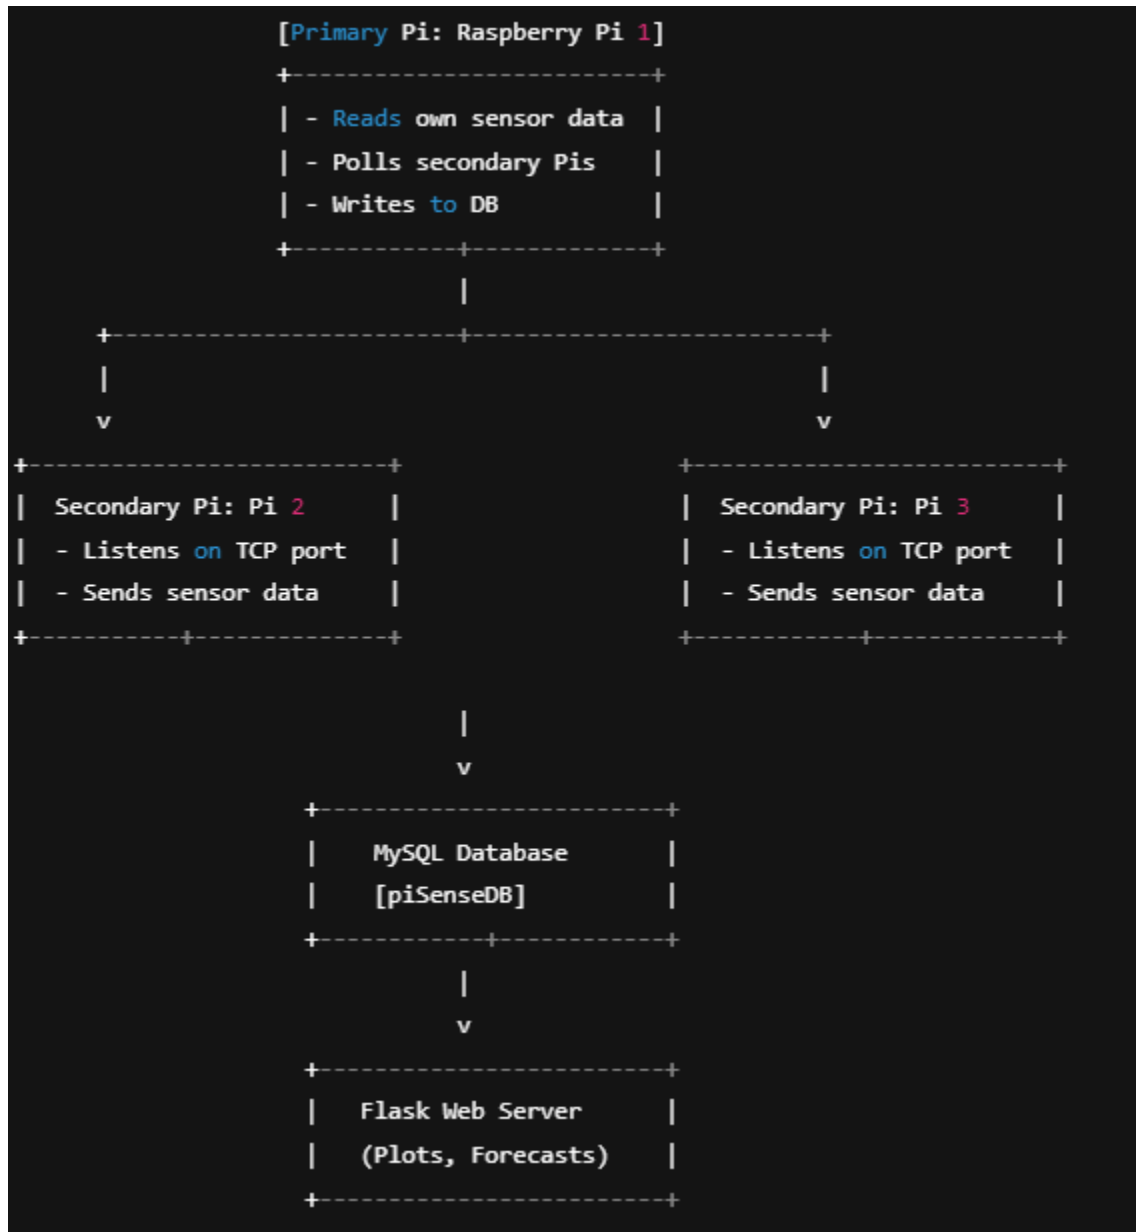 [Primary Pi: Raspberry Pi 1]
+--------------------------+
| - Reads own sensor data  |
| - Polls secondary Pis    |
| - Writes to DB           |
+------------+-------------+
|
+-------------------------+-------------------------+
| |
v v
+--------------------------+ +--------------------------+
| Secondary Pi: Pi 2 | | Secondary Pi: Pi 3 |
| - Listens on TCP port | | - Listens on TCP port |
| - Sends sensor data | | - Sends sensor data |
+-----------+--------------+ +------------+-------------+
|
v
+-------------------------+
| MySQL Database |
| [piSenseDB] |
+------------+------------+
|
v
+-------------------------+
| Flask Web Server |
| (Plots, Forecasts) |
+-------------------------+